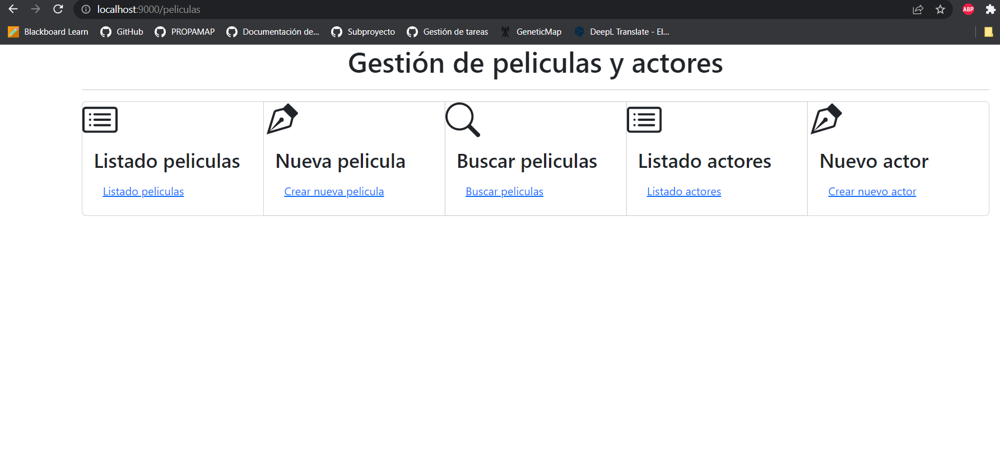 localhost:9000/peliculas
ABP
Blackboard Learn GitHub PROPAMAP Documentación de... Subproyecto Gestión de tareas GeneticMap DeepL Translate - El...
Gestión de peliculas y actores
Listado peliculas Nueva pelicula Buscar peliculas Listado actores Nuevo actor
Listado peliculas Crear nueva pelicula Buscar peliculas Listado actores Crear nuevo actor